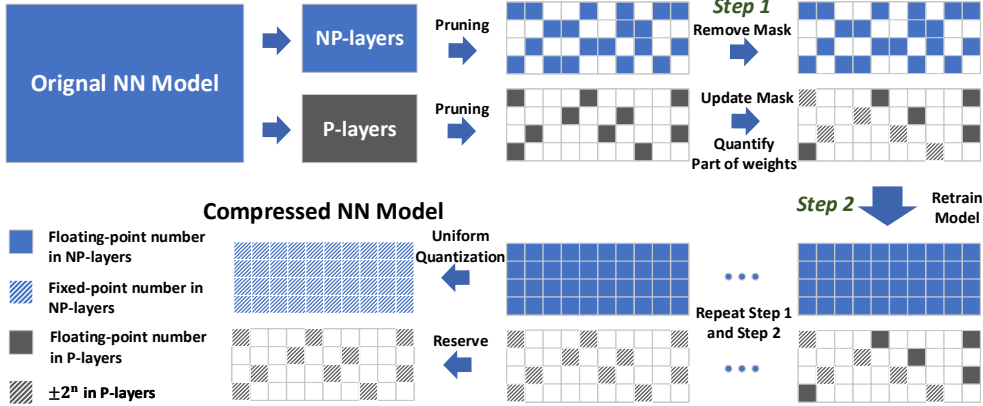 Step 1
NP-layers
Pruning
Remove Mask
Orignal NN Model
P-layers
Pruning
Update Mask
Quantify
Part of weights
Step 2
Retrain
Model
Compressed NN Model
Floating-point number
in NP-layers
Uniform
Quantization
Fixed-point number in
NP-layers
Repeat Step 1
and Step 2
Floating-point number
in P-layers
Reserve
±2ⁿ in P-layers